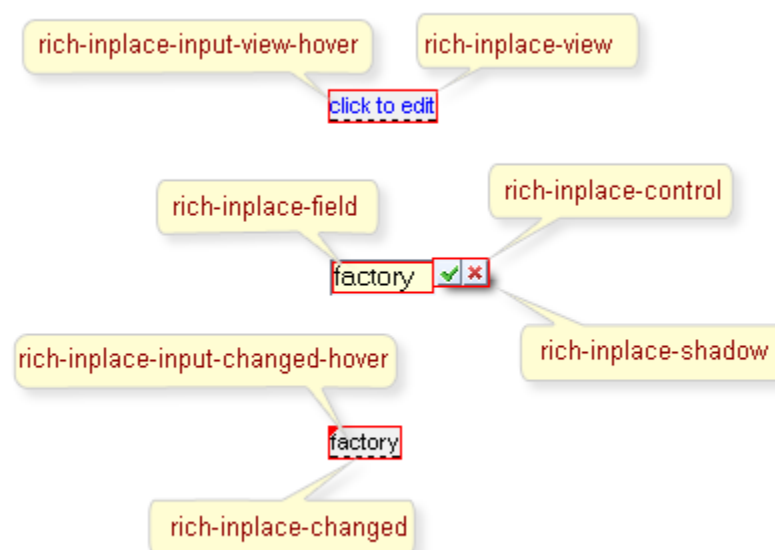 rich-inplace-input-view-hover
rich-inplace-view
click to edit
rich-inplace-field
rich-inplace-control
factory
rich-inplace-shadow
rich-inplace-input-changed-hover
factory
rich-inplace-changed